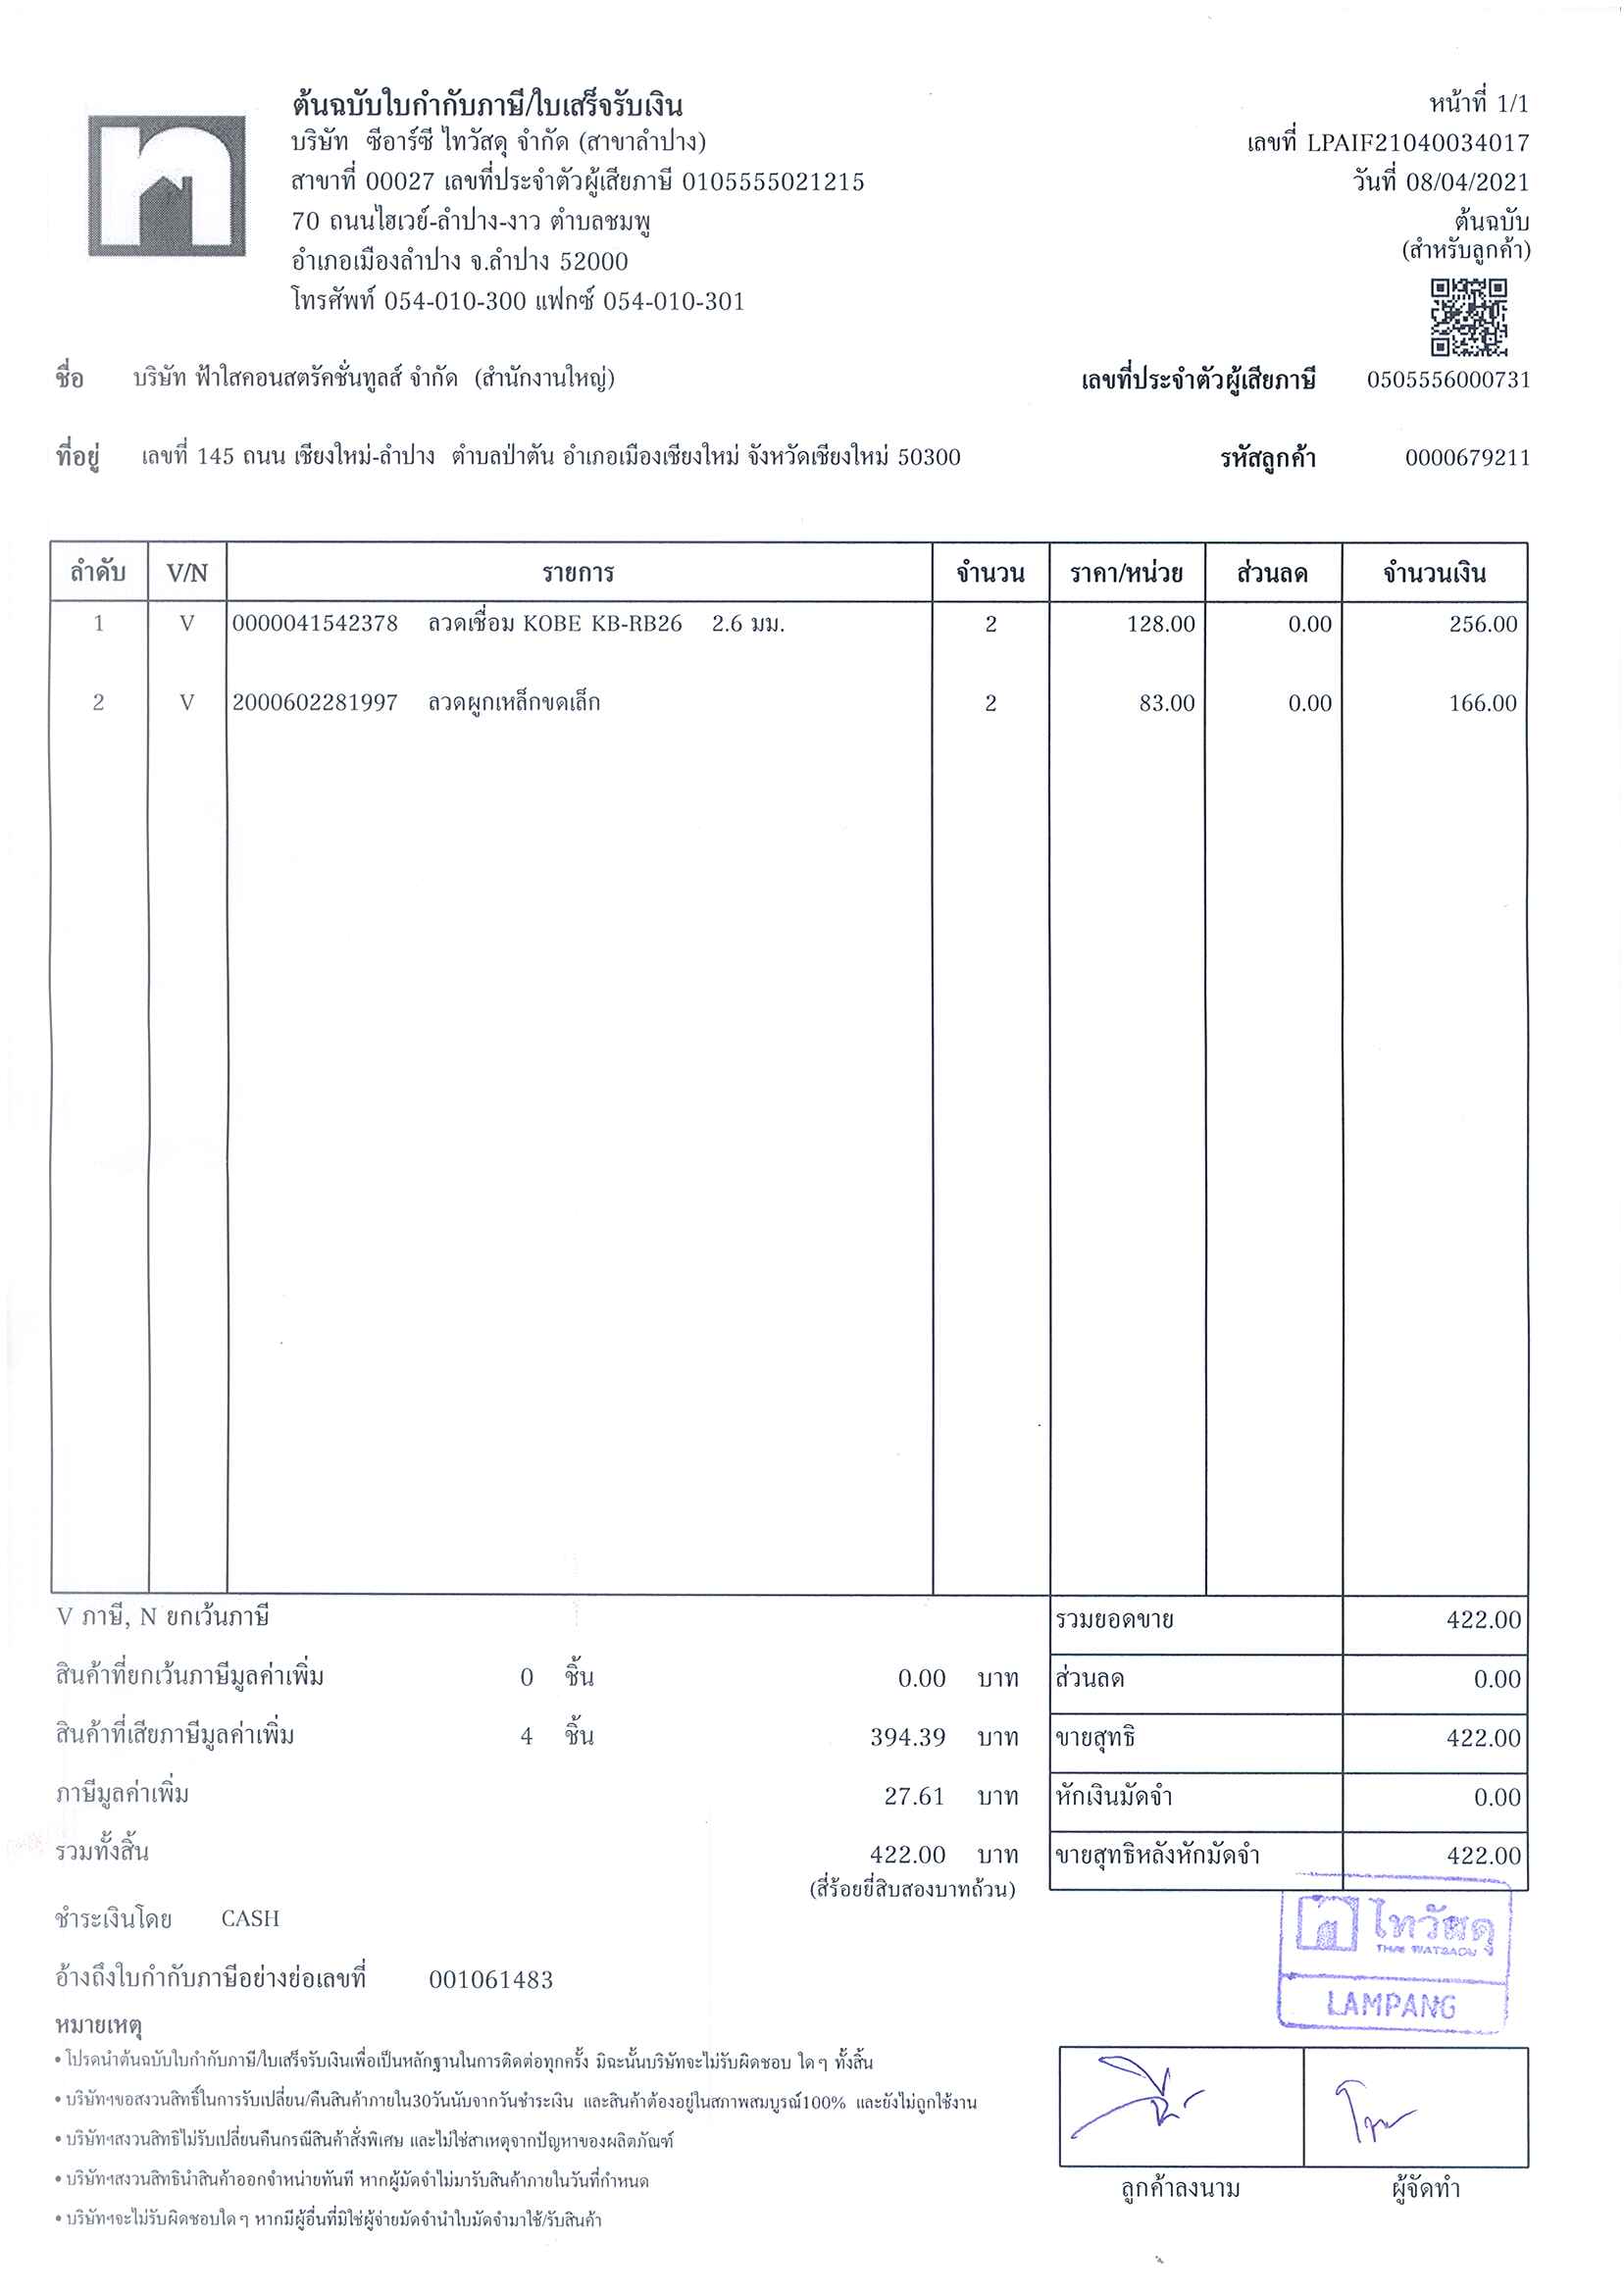 ต้นฉบับใบกำกับภาษี/ใบเสร็จรับเงิน
บริษัท ซีอาร์ซี ไทวัสดุ จำกัด (สาขาลำปาง)
สาขาที่ 00027 เลขที่ประจำตัวผู้เสียภาษี 0105555021215
70 ถนนไฮเวย์-ลำปาง-งาว ตำบลชมพู
อำเภอเมืองลำปาง จ.ลำปาง 52000
โทรศัพท์ 054-010-300 แฟกซ์ 054-010-301
หน้าที่ 1/1
เลขที่ LPAIF21040034017
วันที่ 08/04/2021
ต้นฉบับ
(สำหรับลูกค้า)
ชื่อ บริษัท ฟ้าใสคอนสตรัคชั่นทูลส์ จำกัด (สำนักงานใหญ่) เลขที่ประจำตัวผู้เสียภาษี 0505556000731
ที่อยู่ เลขที่ 145 ถนน เชียงใหม่-ลำปาง ตำบลป่าตัน อำเภอเมืองเชียงใหม่ จังหวัดเชียงใหม่ 50300 รหัสลูกค้า 0000679211
ลำดับ V/N รายการ จำนวน ราคา/หน่วย ส่วนลด จำนวนเงิน
1 V 0000041542378 ลวดเชื่อม KOBE KB-RB26 2.6 มม. 2 128.00 0.00 256.00
2 V 2000602281997 ลวดผูกเหล็กขดเล็ก 2 83.00 0.00 166.00
V ภาษี, N ยกเว้นภาษี รวมยอดขาย 422.00
สินค้าที่ยกเว้นภาษีมูลค่าเพิ่ม 0 ชิ้น 0.00 บาท ส่วนลด 0.00
สินค้าที่เสียภาษีมูลค่าเพิ่ม 4 ชิ้น 394.39 บาท ขายสุทธิ 422.00
ภาษีมูลค่าเพิ่ม 27.61 บาท หักเงินมัดจำ 0.00
รวมทั้งสิ้น 422.00 บาท ขายสุทธิหลังหักมัดจำ 422.00
(สี่ร้อยยี่สิบสองบาทถ้วน)
ชำระเงินโดย CASH
ไทวัสดุ
THAI WATSADU
LAMPANG
อ้างถึงใบกำกับภาษีอย่างย่อเลขที่ 001061483
หมายเหตุ
• โปรดนำต้นฉบับใบกำกับภาษี/ใบเสร็จรับเงินเพื่อเป็นหลักฐานในการติดต่อทุกครั้ง มิฉะนั้นบริษัทจะไม่รับผิดชอบ ใดๆ ทั้งสิ้น
• บริษัทฯขอสงวนสิทธิ์ในการรับเปลี่ยน/คืนสินค้าภายใน30วันนับจากวันชำระเงิน และสินค้าต้องอยู่ในสภาพสมบูรณ์100% และยังไม่ถูกใช้งาน
• บริษัทฯสงวนสิทธิไม่รับเปลี่ยนคืนกรณีสินค้าสั่งพิเศษ และไม่ใช่สาเหตุจากปัญหาของผลิตภัณฑ์
• บริษัทฯสงวนสิทธินำสินค้าออกจำหน่ายทันที หากผู้มัดจำไม่มารับสินค้าภายในวันที่กำหนด
• บริษัทฯจะไม่รับผิดชอบใดๆ หากมีผู้อื่นที่มิใช่ผู้จ่ายมัดจำนำใบมัดจำมาใช้/รับสินค้า
ลูกค้าลงนาม ผู้จัดทำ